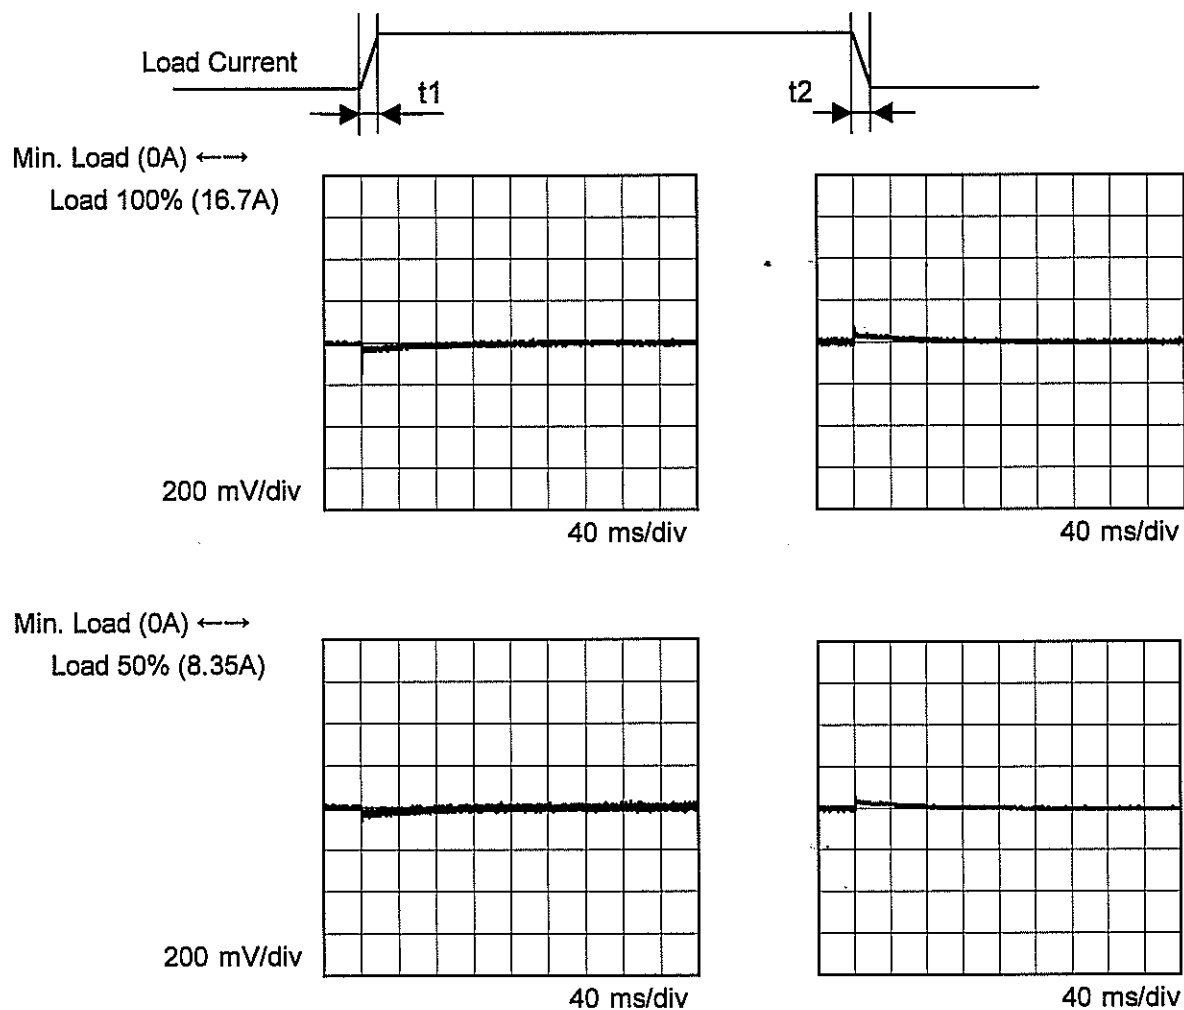 Load Current
t1
t2
Min. Load (0A) ←→
Load 100% (16.7A)
200 mV/div
40 ms/div
40 ms/div
Min. Load (0A) ←→
Load 50% (8.35A)
200 mV/div
40 ms/div
40 ms/div